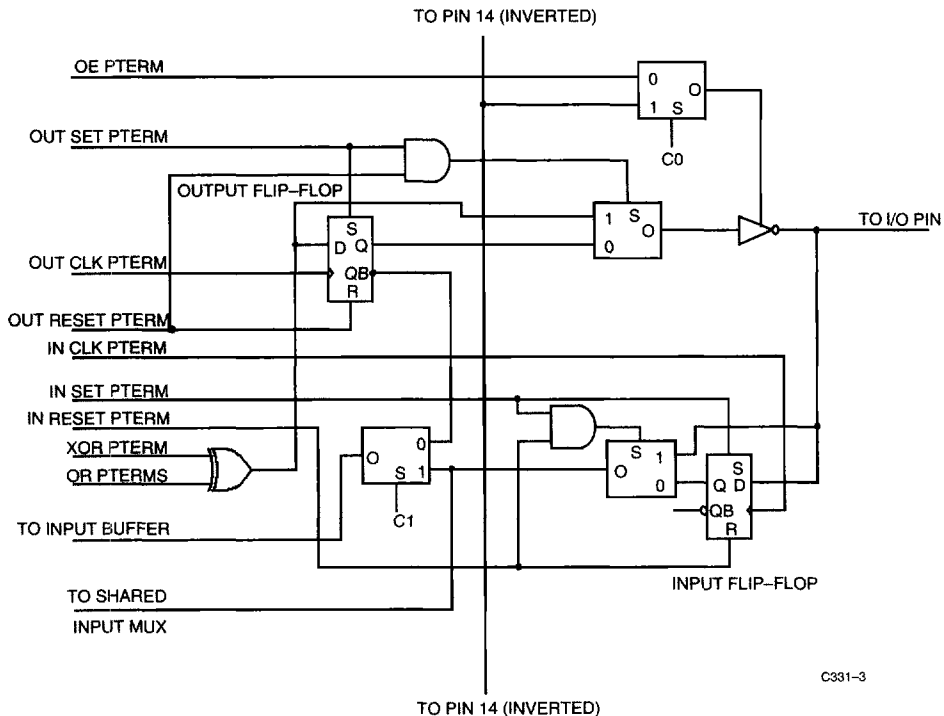 TO PIN 14 (INVERTED)
OE PTERM
0
O
1 S
C0
OUT SET PTERM
OUTPUT FLIP–FLOP
1 S
O
0
TO I/O PIN
S
D Q
OUT CLK PTERM
QB
R
OUT RESET PTERM
IN CLK PTERM
IN SET PTERM
IN RESET PTERM
XOR PTERM
OR PTERMS
O 0
S 1
C1
S 1
O
0
S
Q D
QB
R
TO INPUT BUFFER
INPUT FLIP–FLOP
TO SHARED
INPUT MUX
C331–3
TO PIN 14 (INVERTED)